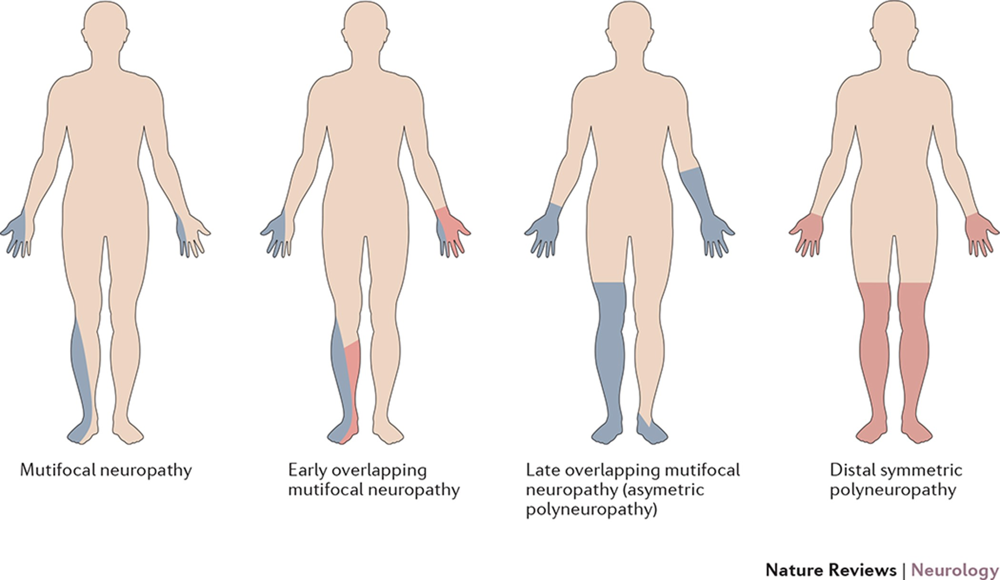 Mutifocal neuropathy
Early overlapping
mutifocal neuropathy
Late overlapping mutifocal
neuropathy (asymetric
polyneuropathy)
Distal symmetric
polyneuropathy
Nature Reviews | Neurology